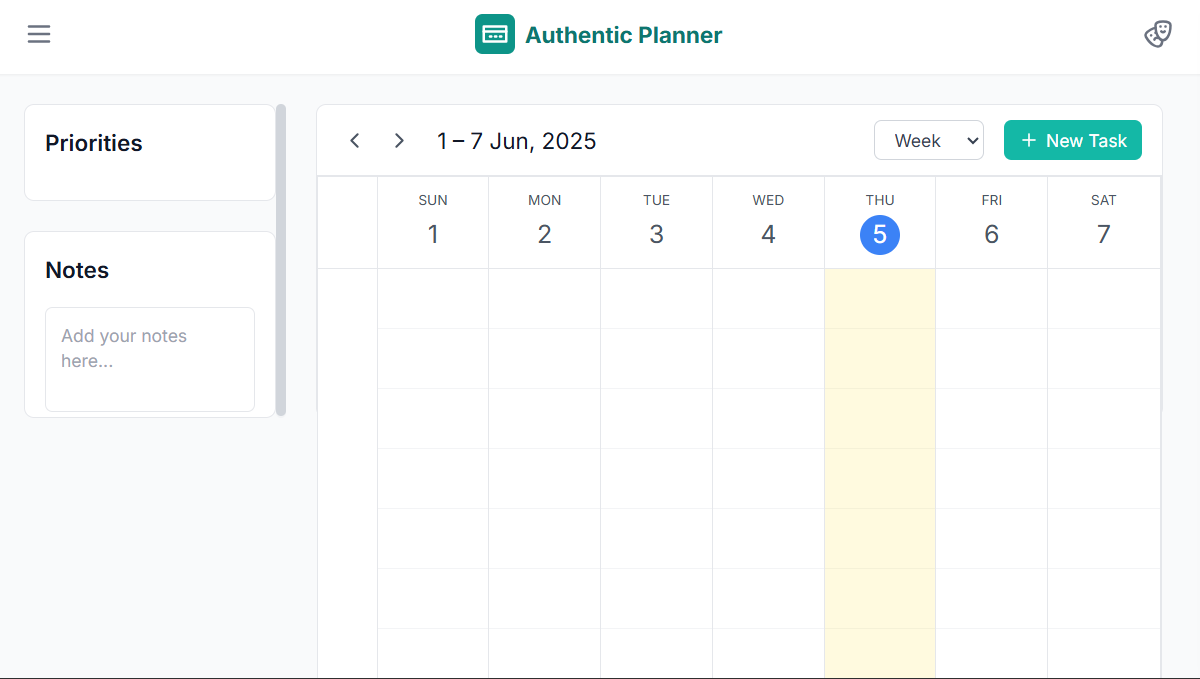 Authentic Planner
Priorities
Notes
Add your notes
here...
1 – 7 Jun, 2025
Week
+ New Task
SUN MON TUE WED THU FRI SAT
1 2 3 4 5 6 7